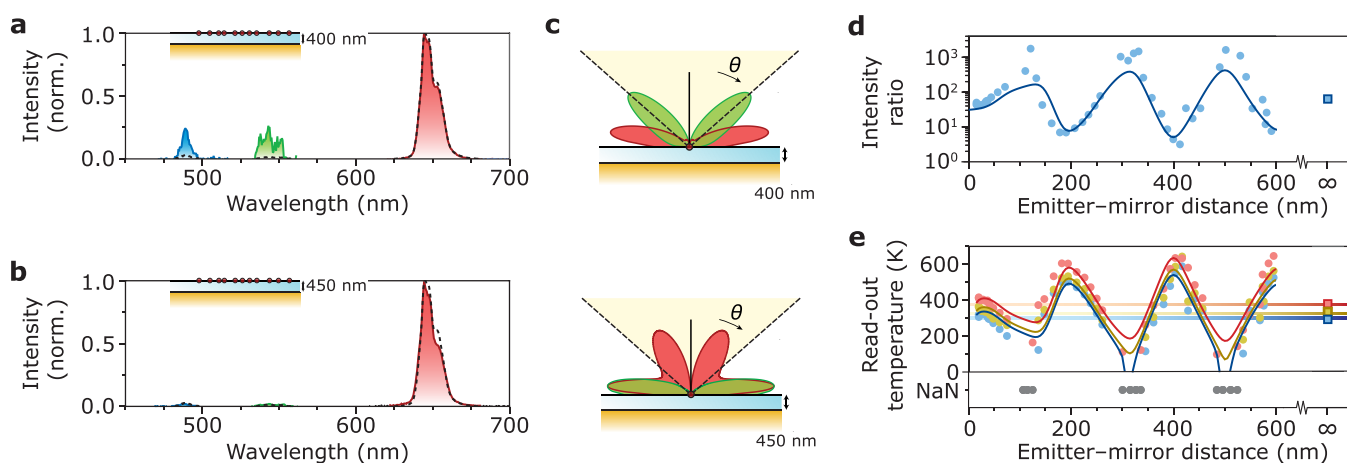 a
Intensity
(norm.)
1.0
0.5
0.0
400 nm
500
600
700
Wavelength (nm)
b
Intensity
(norm.)
1.0
0.5
0.0
450 nm
500
600
700
Wavelength (nm)
c
θ
400 nm
θ
450 nm
d
Intensity
ratio
10³
10²
10¹
10⁰
0
200
400
600
∞
Emitter–mirror distance (nm)
e
Read-out
temperature (K)
600
400
200
0
NaN
0
200
400
600
∞
Emitter–mirror distance (nm)